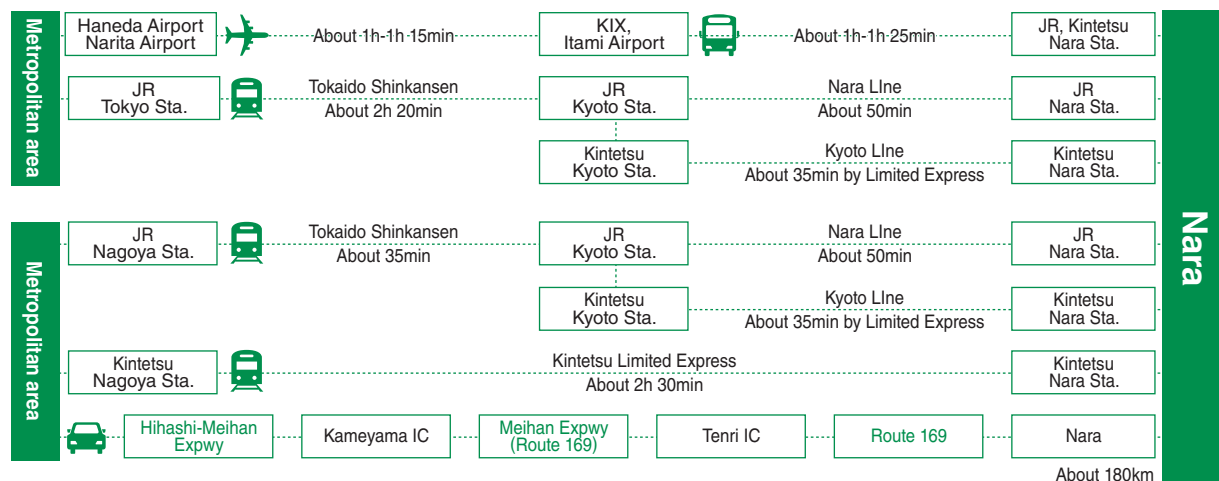 Metropolitan area
Haneda Airport
Narita Airport
About 1h-1h 15min
KIX,
Itami Airport
About 1h-1h 25min
JR, Kintetsu
Nara Sta.
JR
Tokyo Sta.
Tokaido Shinkansen
About 2h 20min
JR
Kyoto Sta.
Nara LIne
About 50min
JR
Nara Sta.
Kintetsu
Kyoto Sta.
Kyoto LIne
About 35min by Limited Express
Kintetsu
Nara Sta.
Metropolitan area
JR
Nagoya Sta.
Tokaido Shinkansen
About 35min
JR
Kyoto Sta.
Nara LIne
About 50min
JR
Nara Sta.
Kintetsu
Kyoto Sta.
Kyoto LIne
About 35min by Limited Express
Kintetsu
Nara Sta.
Kintetsu
Nagoya Sta.
Kintetsu Limited Express
About 2h 30min
Kintetsu
Nara Sta.
Hihashi-Meihan
Expwy
Kameyama IC
Meihan Expwy
(Route 169)
Tenri IC
Route 169
Nara
About 180km
Nara